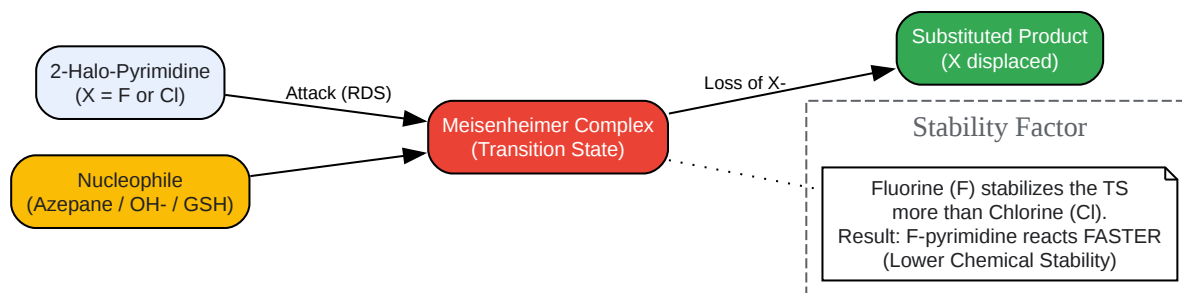 2-Halo-Pyrimidine
(X = F or Cl)
Attack (RDS)
Nucleophile
(Azepane / OH- / GSH)
Meisenheimer Complex
(Transition State)
Loss of X-
Substituted Product
(X displaced)
Stability Factor
Fluorine (F) stabilizes the TS
more than Chlorine (Cl).
Result: F-pyrimidine reacts FASTER
(Lower Chemical Stability)